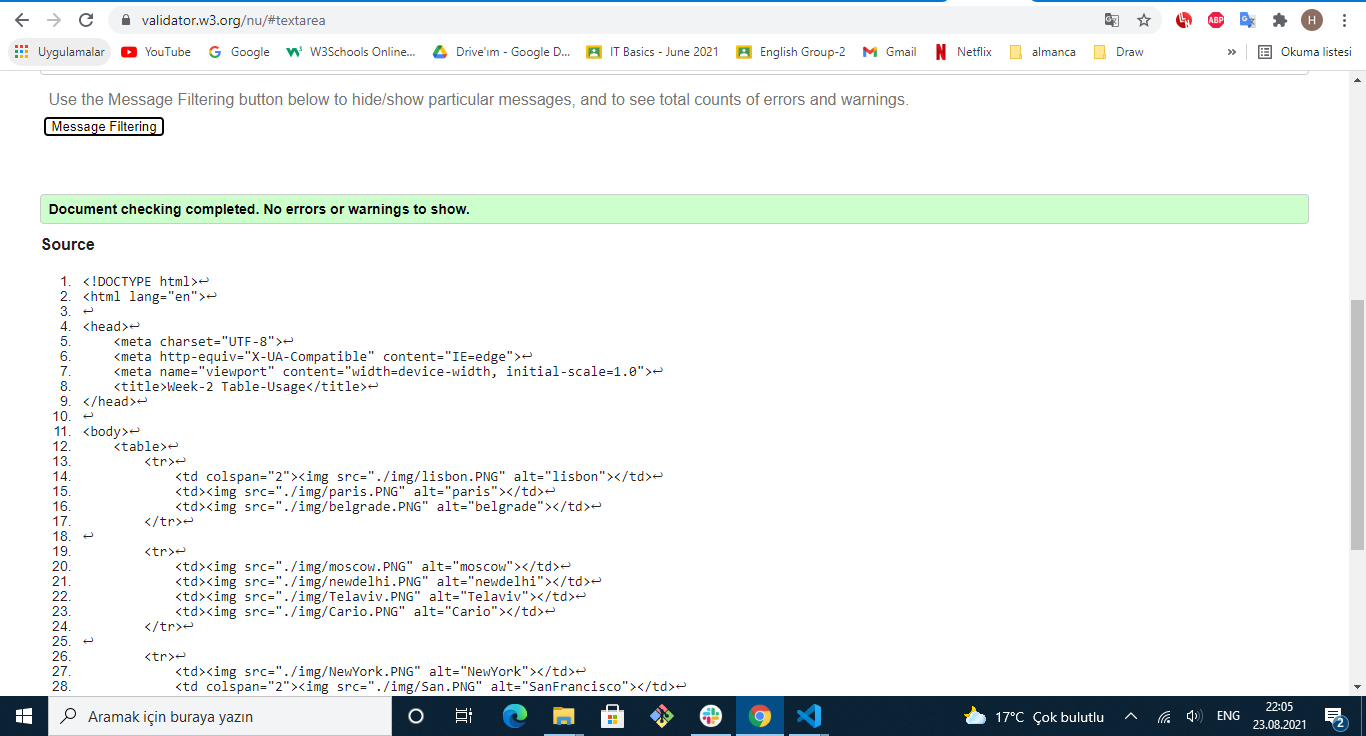 validator.w3.org/nu/#textarea
ABP
H
Uygulamalar YouTube Google W3Schools Online... Drive'ım - Google D... IT Basics - June 2021 English Group-2 Gmail Netflix almanca Draw » Okuma listesi
Use the Message Filtering button below to hide/show particular messages, and to see total counts of errors and warnings.
Message Filtering
Document checking completed. No errors or warnings to show.
Source
1. <!DOCTYPE html>↩
2. <html lang="en">↩
3. ↩
4. <head>↩
5. <meta charset="UTF-8">↩
6. <meta http-equiv="X-UA-Compatible" content="IE=edge">↩
7. <meta name="viewport" content="width=device-width, initial-scale=1.0">↩
8. <title>Week-2 Table-Usage</title>↩
9. </head>↩
10. ↩
11. <body>↩
12. <table>↩
13. <tr>↩
14. <td colspan="2"><img src="./img/lisbon.PNG" alt="lisbon"></td>↩
15. <td><img src="./img/paris.PNG" alt="paris"></td>↩
16. <td><img src="./img/belgrade.PNG" alt="belgrade"></td>↩
17. </tr>↩
18. ↩
19. <tr>↩
20. <td><img src="./img/moscow.PNG" alt="moscow"></td>↩
21. <td><img src="./img/newdelhi.PNG" alt="newdelhi"></td>↩
22. <td><img src="./img/Telaviv.PNG" alt="Telaviv"></td>↩
23. <td><img src="./img/Cario.PNG" alt="Cario"></td>↩
24. </tr>↩
25. ↩
26. <tr>↩
27. <td><img src="./img/NewYork.PNG" alt="NewYork"></td>↩
28. <td colspan="2"><img src="./img/San.PNG" alt="SanFrancisco"></td>↩
Aramak için buraya yazın
17°C Çok bulutlu
ENG
22:05
23.08.2021
2